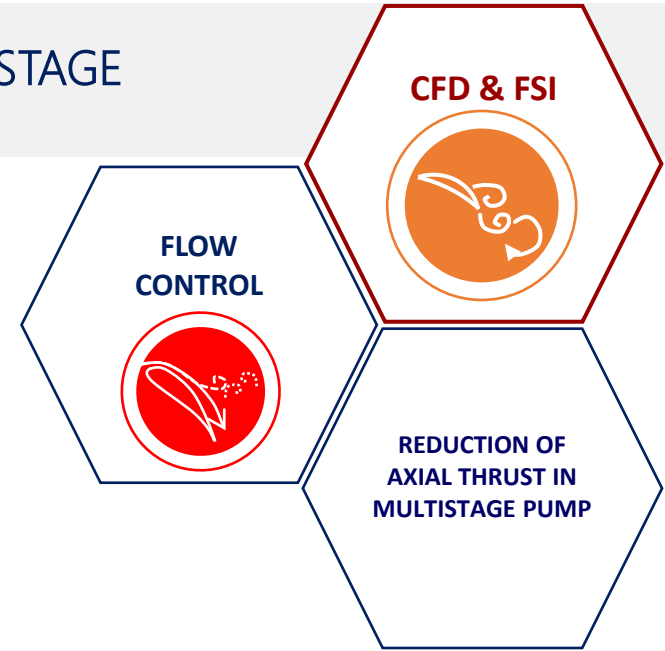 STAGE
CFD & FSI
FLOW
CONTROL
REDUCTION OF
AXIAL THRUST IN
MULTISTAGE PUMP